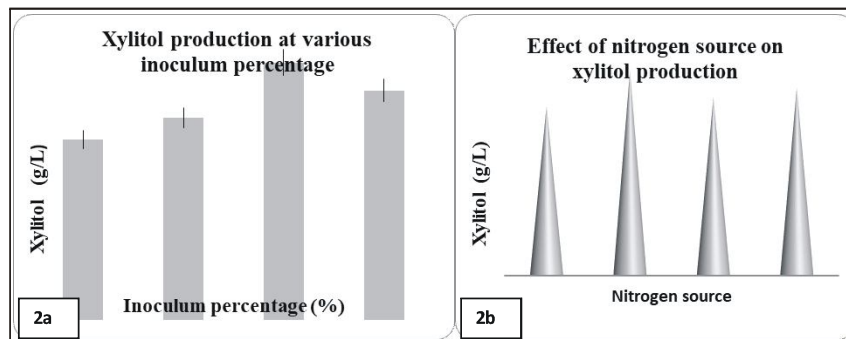 Xylitol production at various
inoculum percentage
Xylitol (g/L)
Inoculum percentage (%)
2a
Effect of nitrogen source on
xylitol production
Xylitol (g/L)
Nitrogen source
2b